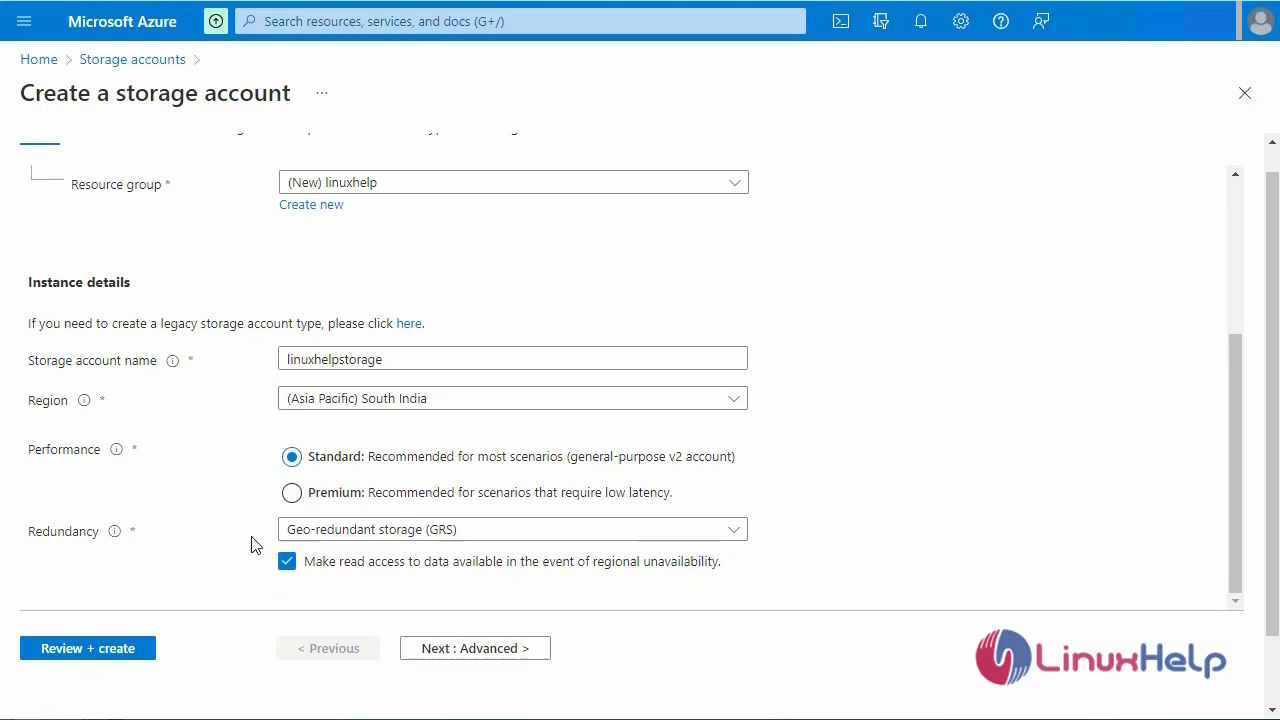 Microsoft Azure
Search resources, services, and docs (G+/)
Home > Storage accounts >
Create a storage account ...
Resource group *
(New) linuxhelp
Create new
Instance details
If you need to create a legacy storage account type, please click here.
Storage account name *
linuxhelpstorage
Region *
(Asia Pacific) South India
Performance *
Standard: Recommended for most scenarios (general-purpose v2 account)
Premium: Recommended for scenarios that require low latency.
Redundancy *
Geo-redundant storage (GRS)
Make read access to data available in the event of regional unavailability.
Review + create
< Previous
Next : Advanced >
LinuxHelp